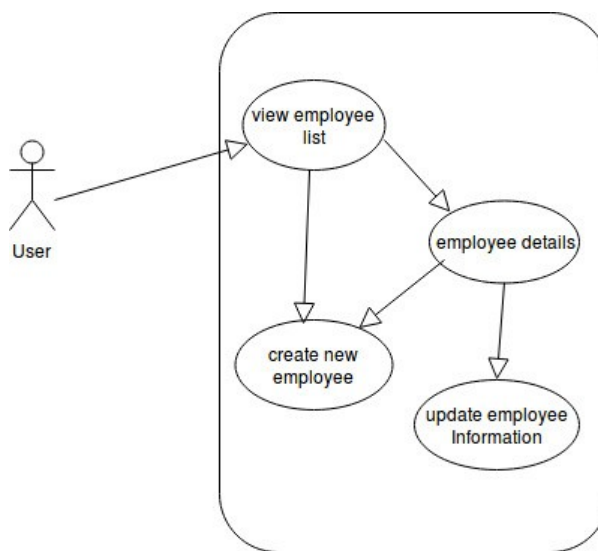 view employee
list
User
employee details
create new
employee
update employee
Information